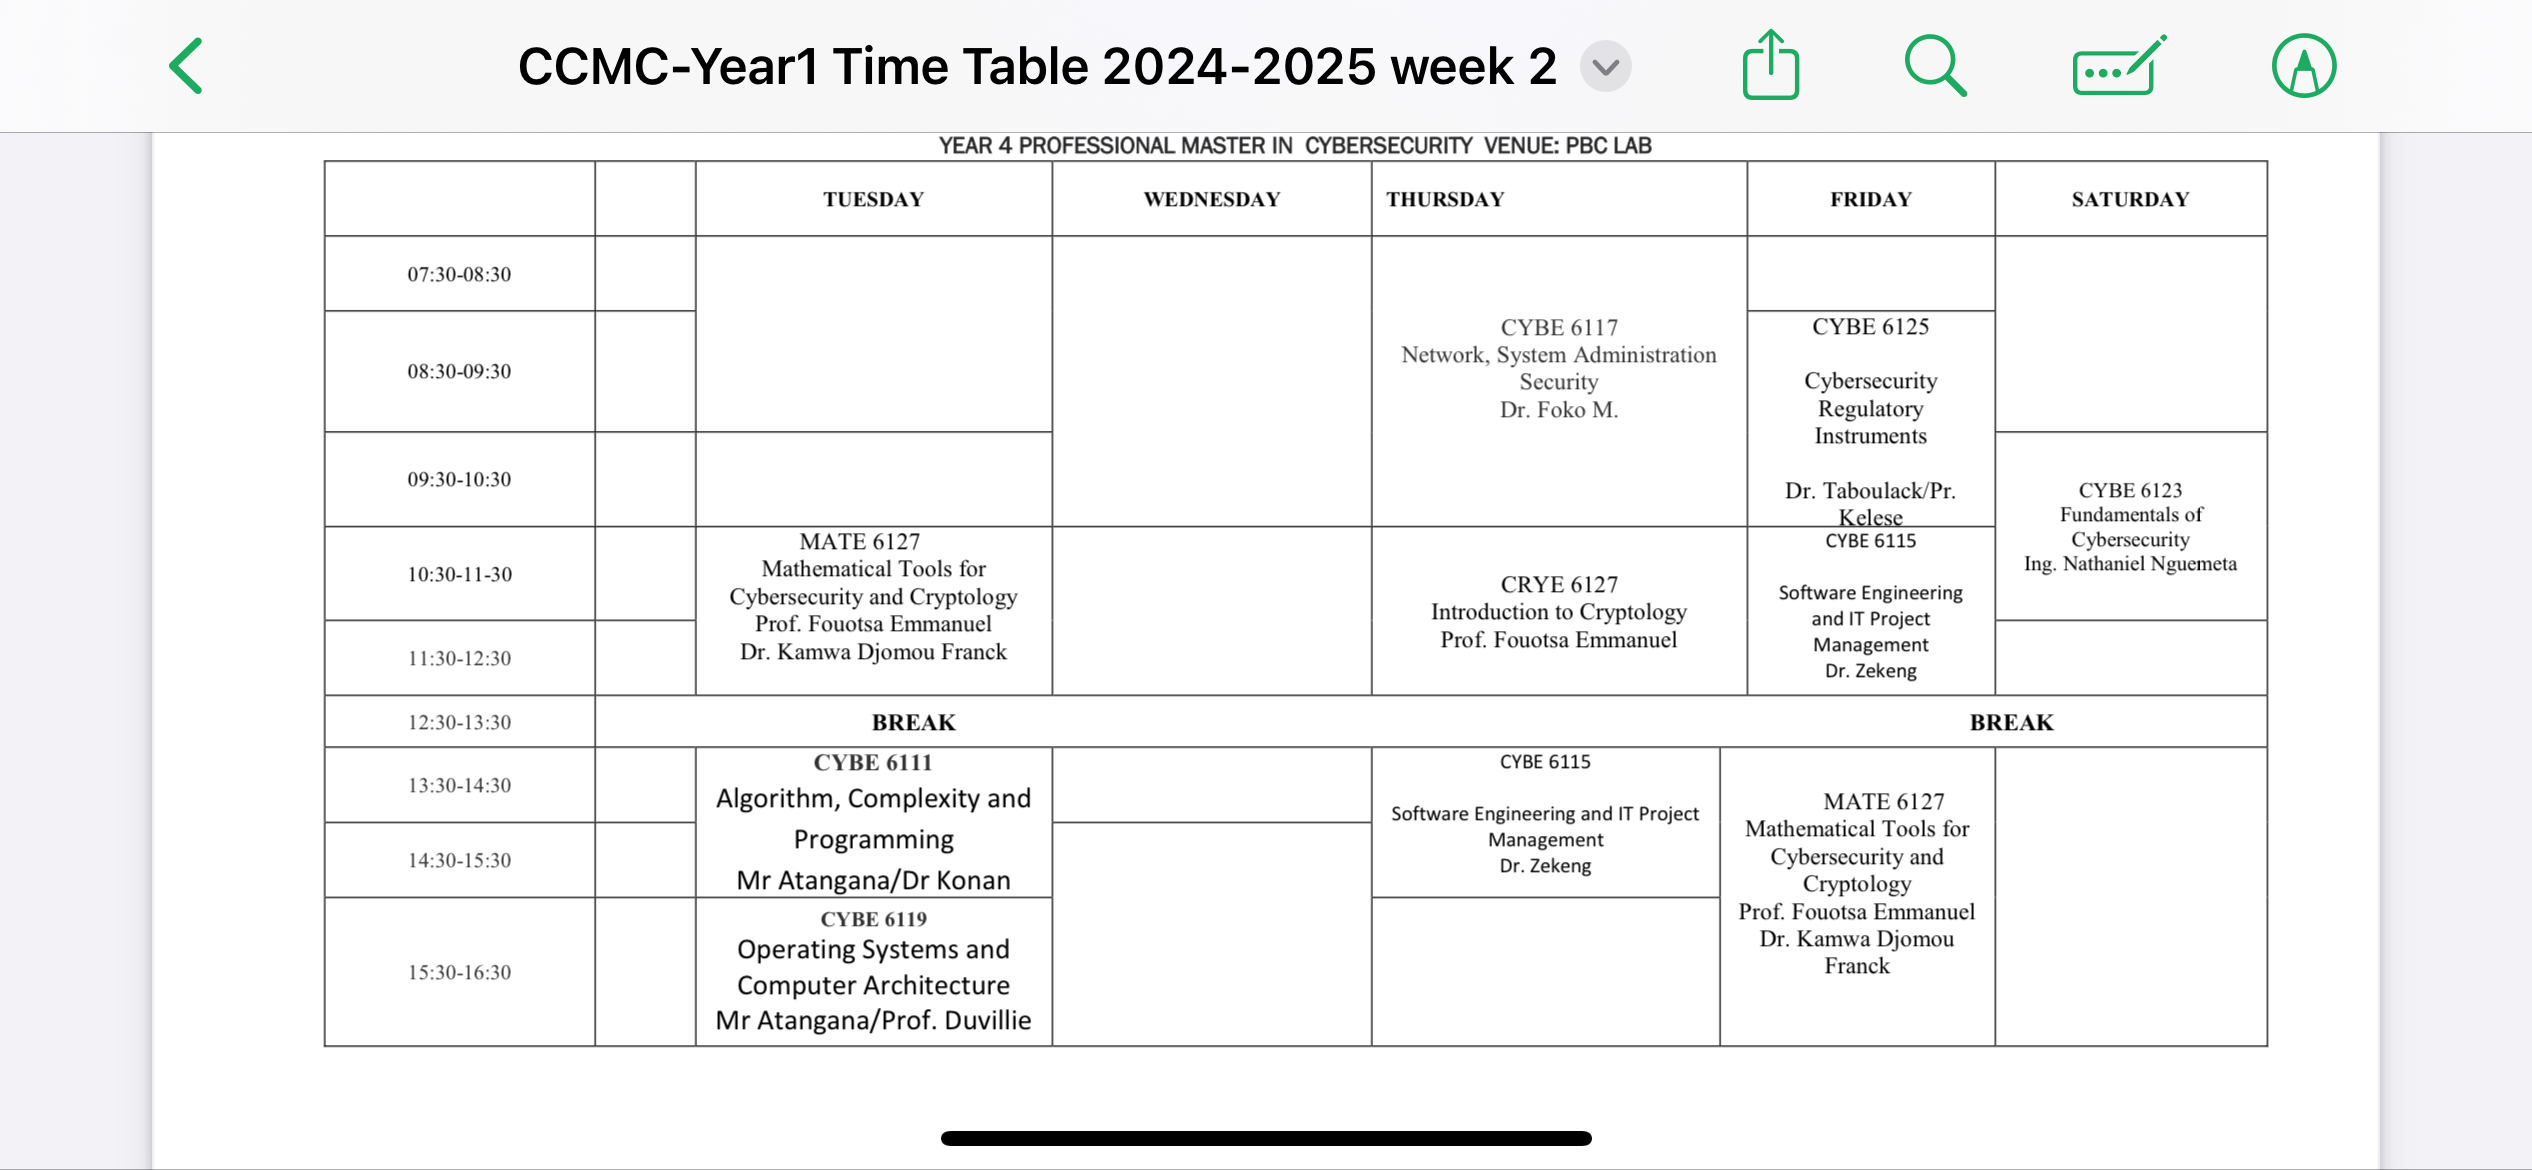 CCMC-Year1 Time Table 2024-2025 week 2
YEAR 4 PROFESSIONAL MASTER IN CYBERSECURITY VENUE: PBC LAB
TUESDAY WEDNESDAY THURSDAY FRIDAY SATURDAY
07:30-08:30
08:30-09:30
CYBE 6117
Network, System Administration
Security
Dr. Foko M.
CYBE 6125
Cybersecurity
Regulatory
Instruments
Dr. Taboulack/Pr.
Kelese
09:30-10:30
CYBE 6123
Fundamentals of
Cybersecurity
Ing. Nathaniel Nguemeta
10:30-11-30
MATE 6127
Mathematical Tools for
Cybersecurity and Cryptology
Prof. Fouotsa Emmanuel
Dr. Kamwa Djomou Franck
CRYE 6127
Introduction to Cryptology
Prof. Fouotsa Emmanuel
CYBE 6115
Software Engineering
and IT Project
Management
Dr. Zekeng
11:30-12:30
12:30-13:30 BREAK BREAK
13:30-14:30
CYBE 6111
Algorithm, Complexity and
Programming
Mr Atangana/Dr Konan
CYBE 6115
Software Engineering and IT Project
Management
Dr. Zekeng
MATE 6127
Mathematical Tools for
Cybersecurity and
Cryptology
Prof. Fouotsa Emmanuel
Dr. Kamwa Djomou
Franck
14:30-15:30
15:30-16:30
CYBE 6119
Operating Systems and
Computer Architecture
Mr Atangana/Prof. Duvillie